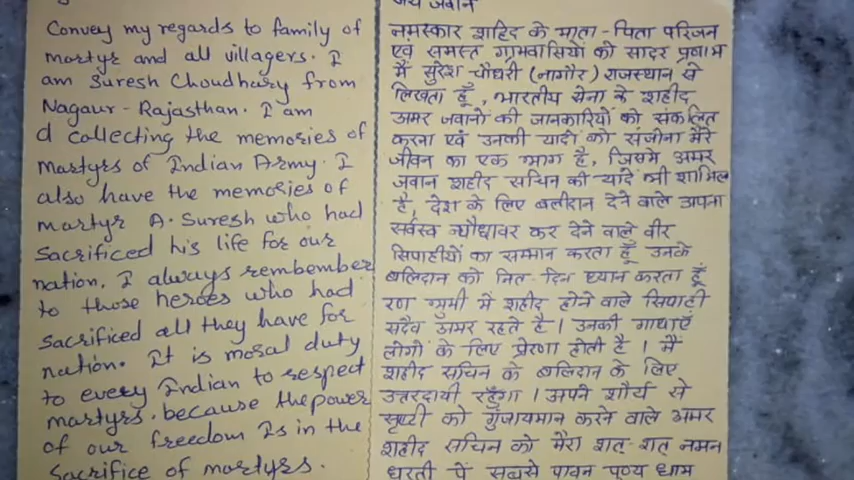 Convey my regards to family of
martyr and all villagers. I
am Suresh Choudhary from
Nagaur-Rajasthan. I am
d collecting the memories of
martyrs of Indian Army. I
also have the memories of
martyr A. Suresh who had
sacrificed his life for our
nation. I always rembember
to those heroes who had
sacrificed all they have for
nation. It is moral duty
to every Indian to respect
martyrs. because the power
of our freedom is in the
sacrifice of martyrs.
जय जवान
नमस्कार शहिद के माता-पिता परिजन
एवं समस्त ग्रामवासियों को सादर प्रणाम
मैं सुरेश चौधरी (नागौर) राजस्थान से
लिखता हूँ, भारतीय सेना के शहीद
अमर जवानों की जानकारियों को संकलित
करना एवं उनकी यादों को संजोना मेरे
जीवन का एक भाग है, जिसमे अमर
जवान शहीद सचिन की यादें भी शामिल
है, देश के लिए बलीदान देने वाले अपना
सर्वस्व न्यौछावर कर देने वाले वीर
सिपाहीयों का सम्मान करता हूँ उनके
बलिदान को नित-दिन ध्यान करता हूँ
रण भुमी में शहीद होने वाले सिपाही
सदैव अमर रहते है। उनकी गाथाएं
लोगों के लिए प्रेरणा होती है। मैं
शहीद सचिन के बलिदान के लिए
उत्तरदायी रहूँगा। अपने शौर्य से
सृष्टी को गुंजायमान करने वाले अमर
शहीद सचिन को मेरा शत्-शत् नमन
धरती पे सबसे पावन पुण्य धाम